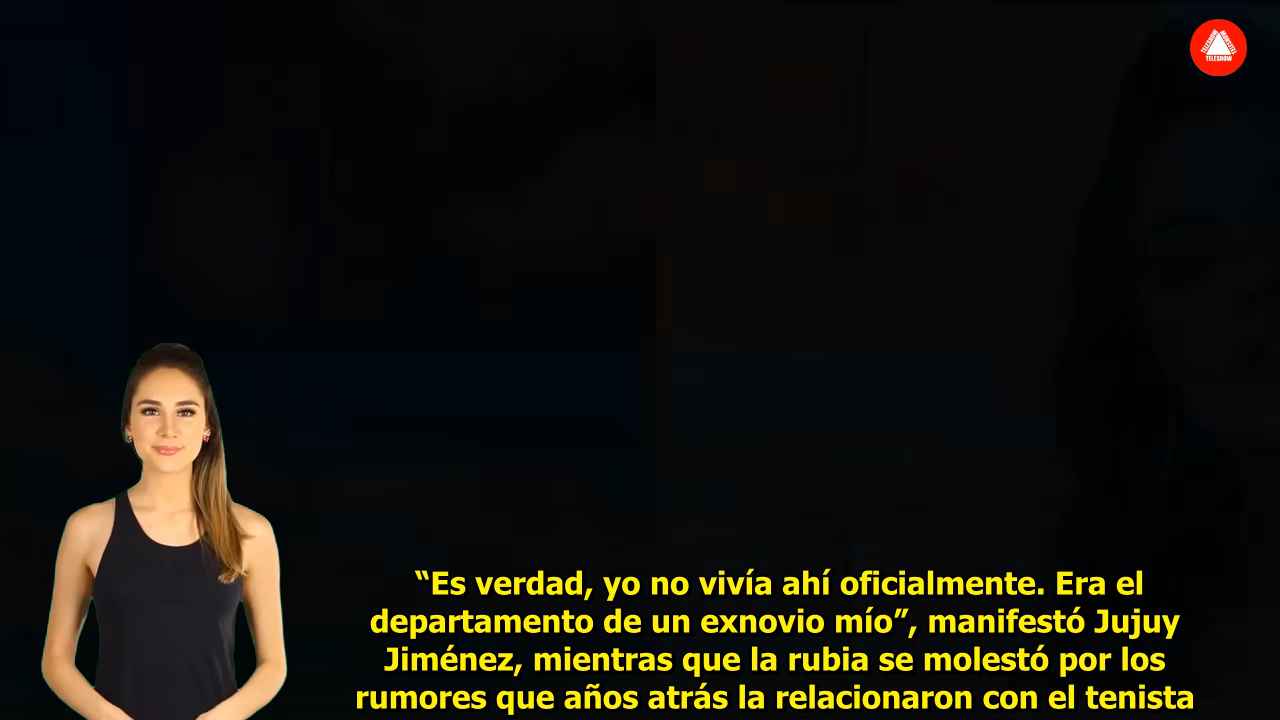 TELESHOW
“Es verdad, yo no vivía ahí oficialmente. Era el
departamento de un exnovio mío”, manifestó Jujuy
Jiménez, mientras que la rubia se molestó por los
rumores que años atrás la relacionaron con el tenista